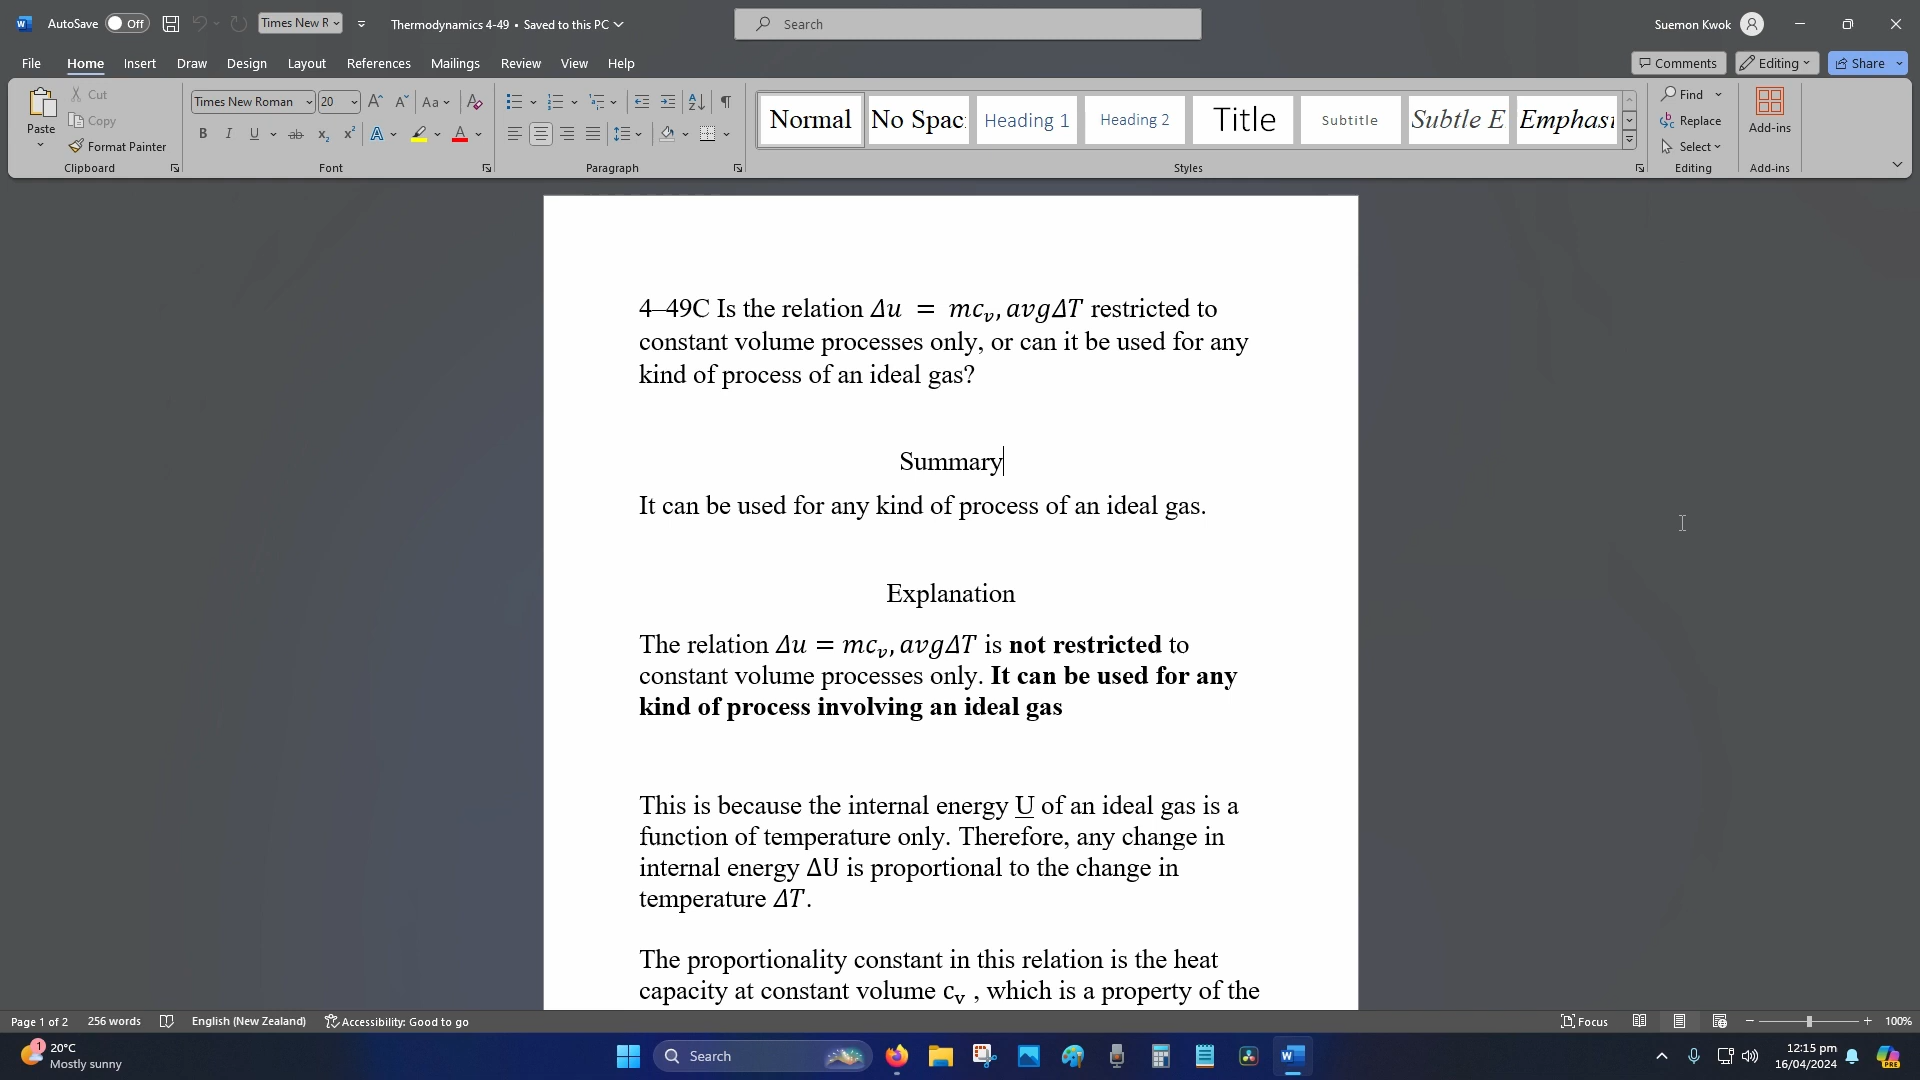 AutoSave Off Times New R Thermodynamics 4-49 • Saved to this PC Search Suemon Kwok
File Home Insert Draw Design Layout References Mailings Review View Help Comments Editing Share
Paste Cut Copy Format Painter Clipboard
Times New Roman 20 Aa B I U ab x₂ x² A A Font
Paragraph
Normal No Spac Heading 1 Heading 2 Title Subtitle Subtle E Emphasi Styles
Find Replace Select Editing
Add-ins Add-ins
4–49C Is the relation Δu = mcᵥ, avgΔT restricted to
constant volume processes only, or can it be used for any
kind of process of an ideal gas?
Summary
It can be used for any kind of process of an ideal gas.
Explanation
The relation Δu = mcᵥ, avgΔT is not restricted to
constant volume processes only. It can be used for any
kind of process involving an ideal gas
This is because the internal energy U of an ideal gas is a
function of temperature only. Therefore, any change in
internal energy ΔU is proportional to the change in
temperature ΔT.
The proportionality constant in this relation is the heat
capacity at constant volume cᵥ , which is a property of the
Page 1 of 2 256 words English (New Zealand) Accessibility: Good to go Focus 100%
1 20°C
Mostly sunny
Search
W
12:15 pm
16/04/2024
PRE